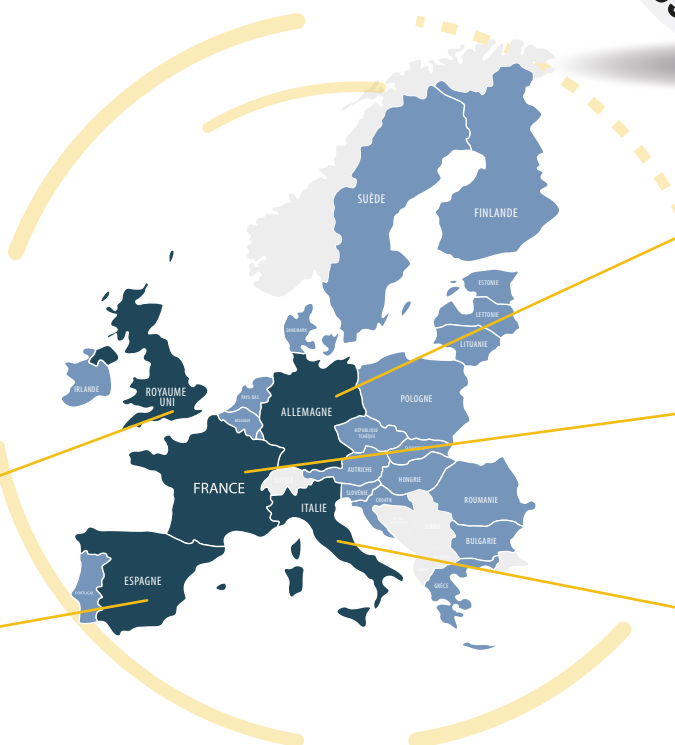 SUÈDE
FINLANDE
ESTONIE
LETTONIE
LITUANIE
DANEMARK
IRLANDE
ROYAUME
UNI
PAYS-BAS
BELGIQUE
ALLEMAGNE
POLOGNE
RÉPUBLIQUE
TCHÈQUE
AUTRICHE
HONGRIE
SLOVÉNIE
CROATIE
ROUMANIE
FRANCE
ITALIE
BULGARIE
ESPAGNE
PORTUGAL
GRÈCE